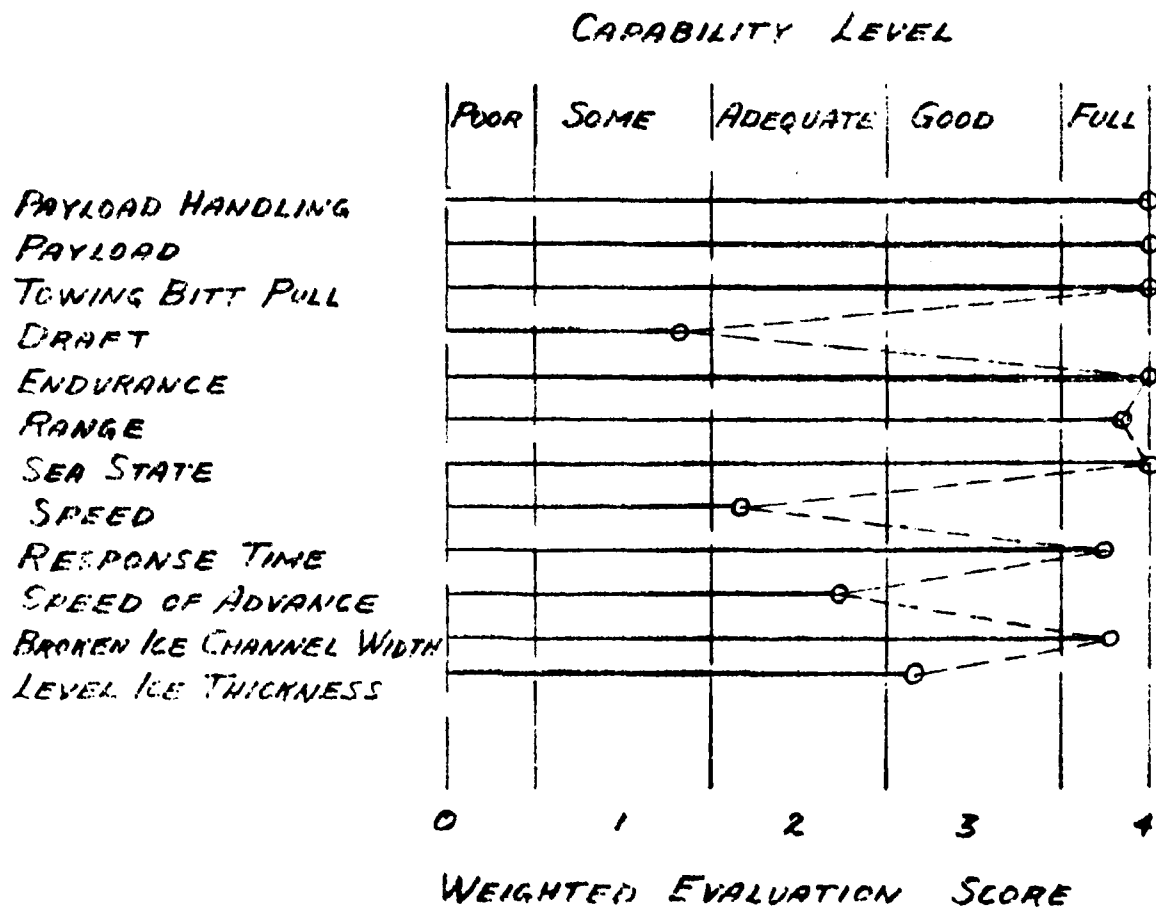 CAPABILITY LEVEL
POOR SOME ADEQUATE GOOD FULL
PAYLOAD HANDLING
PAYLOAD
TOWING BITT PULL
DRAFT
ENDURANCE
RANGE
SEA STATE
SPEED
RESPONSE TIME
SPEED OF ADVANCE
BROKEN ICE CHANNEL WIDTH
LEVEL ICE THICKNESS
0 1 2 3 4
WEIGHTED EVALUATION SCORE